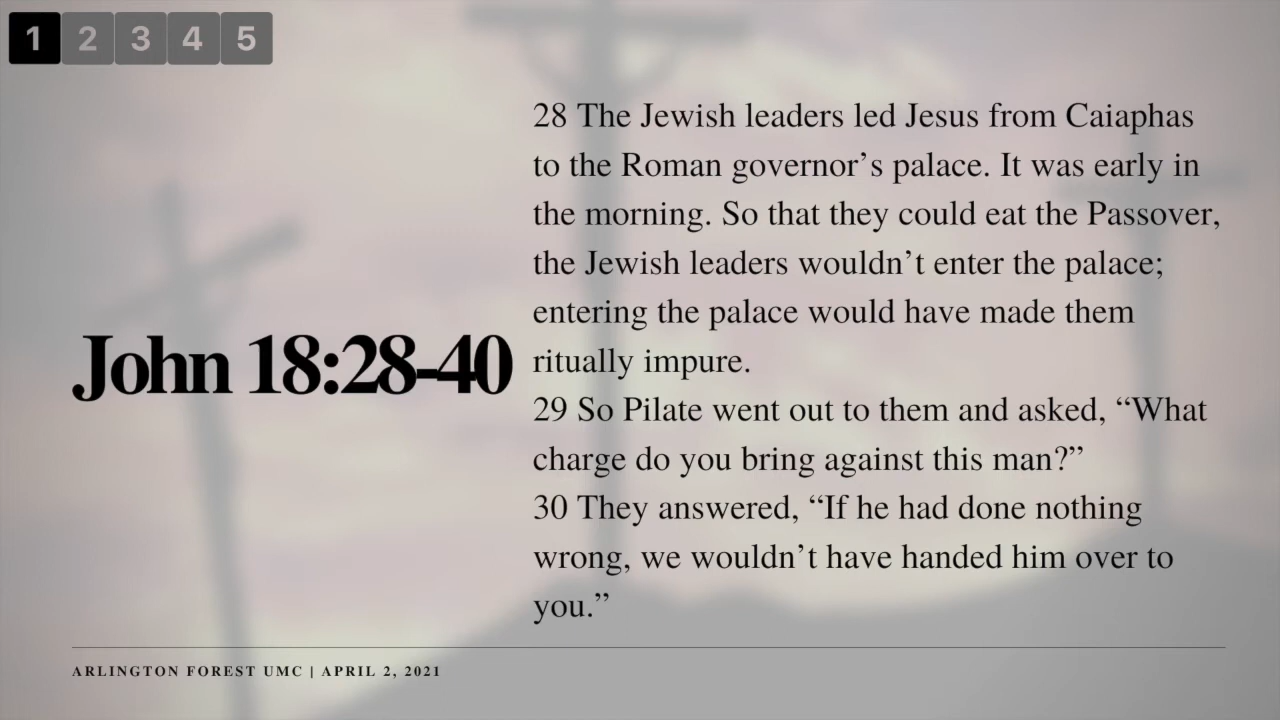 1 2 3 4 5
John 18:28-40
28 The Jewish leaders led Jesus from Caiaphas
to the Roman governor’s palace. It was early in
the morning. So that they could eat the Passover,
the Jewish leaders wouldn’t enter the palace;
entering the palace would have made them
ritually impure.
29 So Pilate went out to them and asked, “What
charge do you bring against this man?”
30 They answered, “If he had done nothing
wrong, we wouldn’t have handed him over to
you.”
ARLINGTON FOREST UMC | APRIL 2, 2021